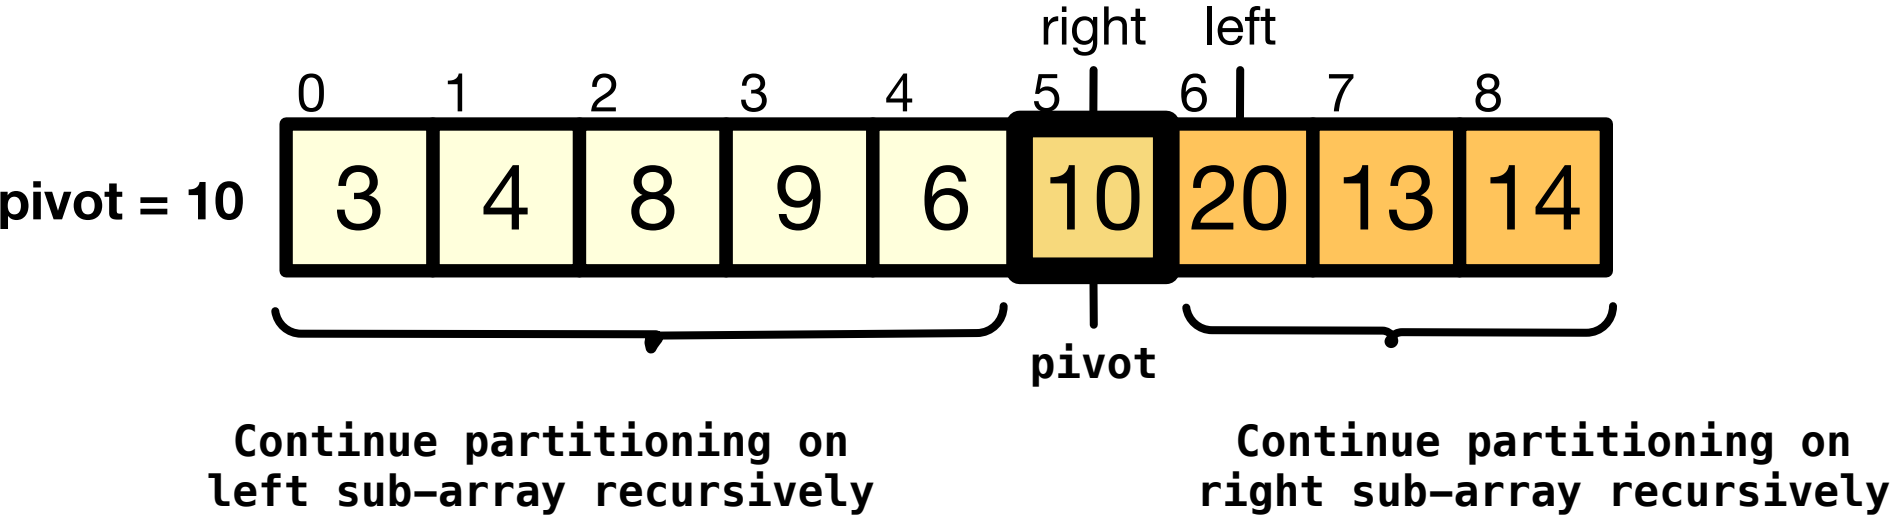 right left
0 1 2 3 4 5 6 7 8
pivot = 10 3 4 8 9 6 10 20 13 14
pivot
Continue partitioning on
left sub-array recursively
Continue partitioning on
right sub-array recursively